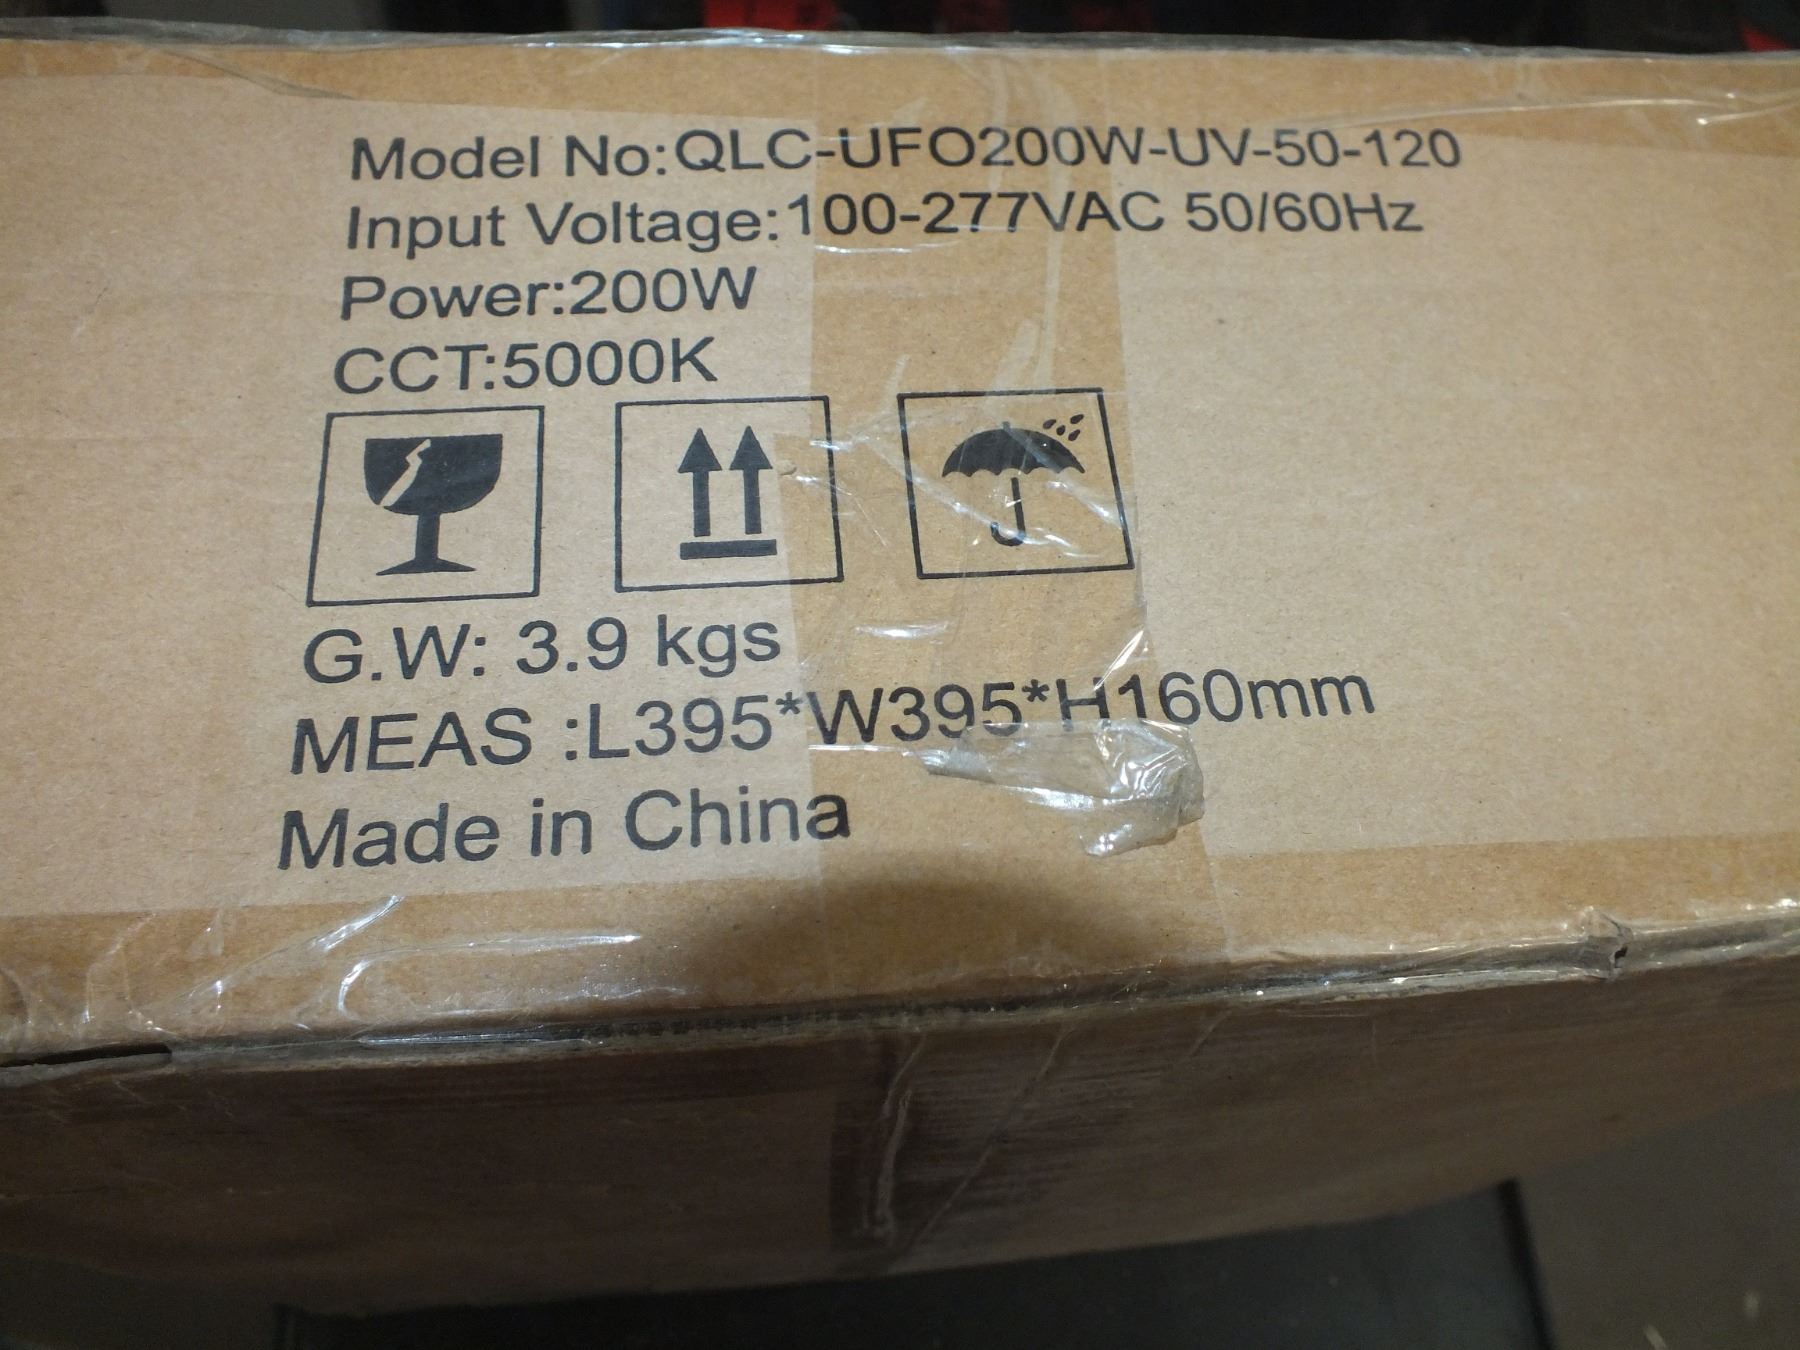 Model No:QLC-UFO200W-UV-50-120
Input Voltage:100-277VAC 50/60Hz
Power:200W
CCT:5000K
G.W: 3.9 kgs
MEAS :L395*W395*H160mm
Made in China